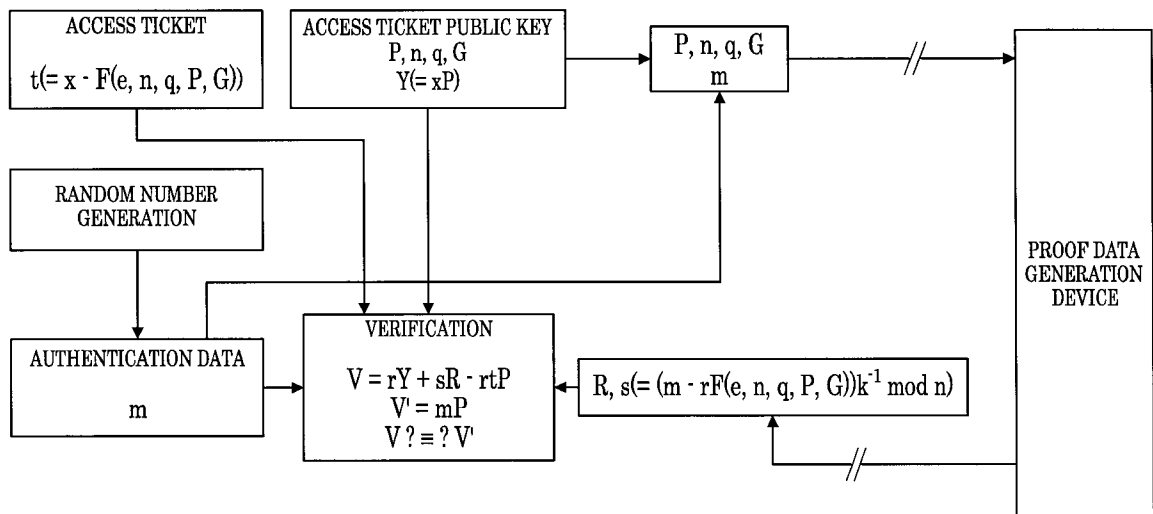 ACCESS TICKET
t(= x - F(e, n, q, P, G))
ACCESS TICKET PUBLIC KEY
P, n, q, G
Y(= xP)
P, n, q, G
m
RANDOM NUMBER
GENERATION
AUTHENTICATION DATA
m
VERIFICATION
V = rY + sR - rtP
V' = mP
V ? ≡ ? V'
R, s(= (m - rF(e, n, q, P, G))k⁻¹ mod n)
PROOF DATA
GENERATION
DEVICE